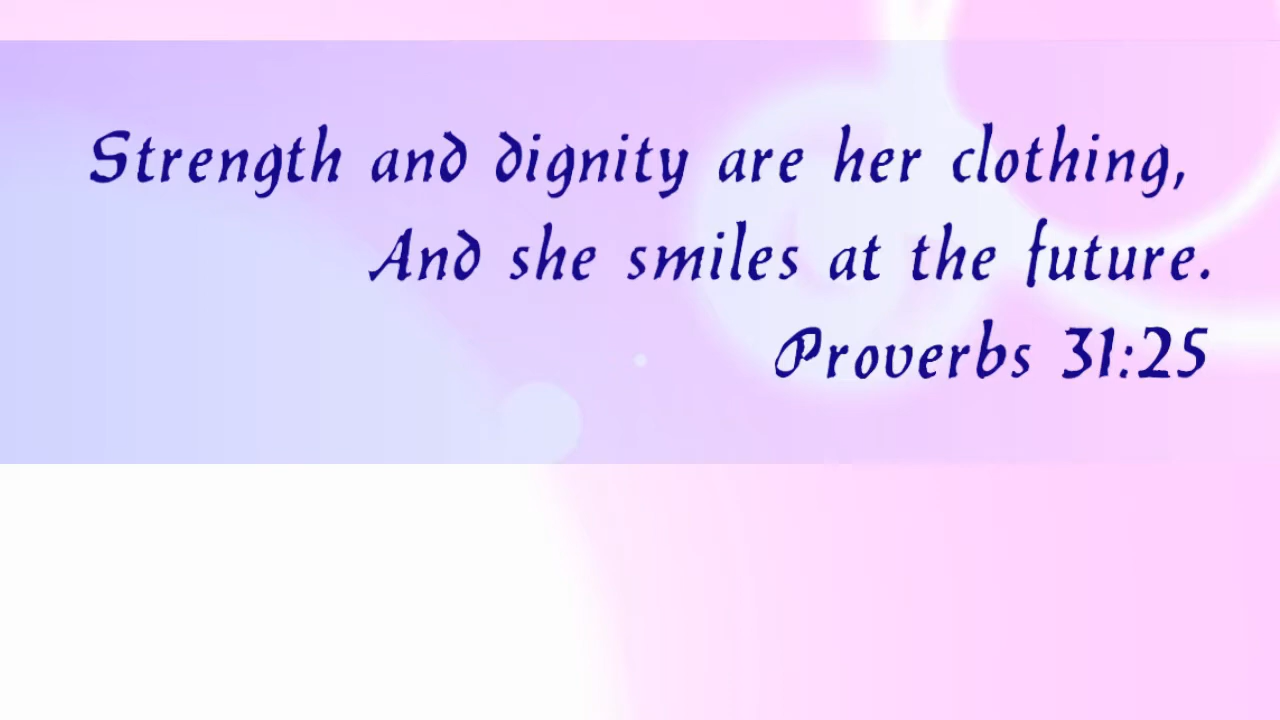 Strength and dignity are her clothing,
And she smiles at the future.
Proverbs 31:25